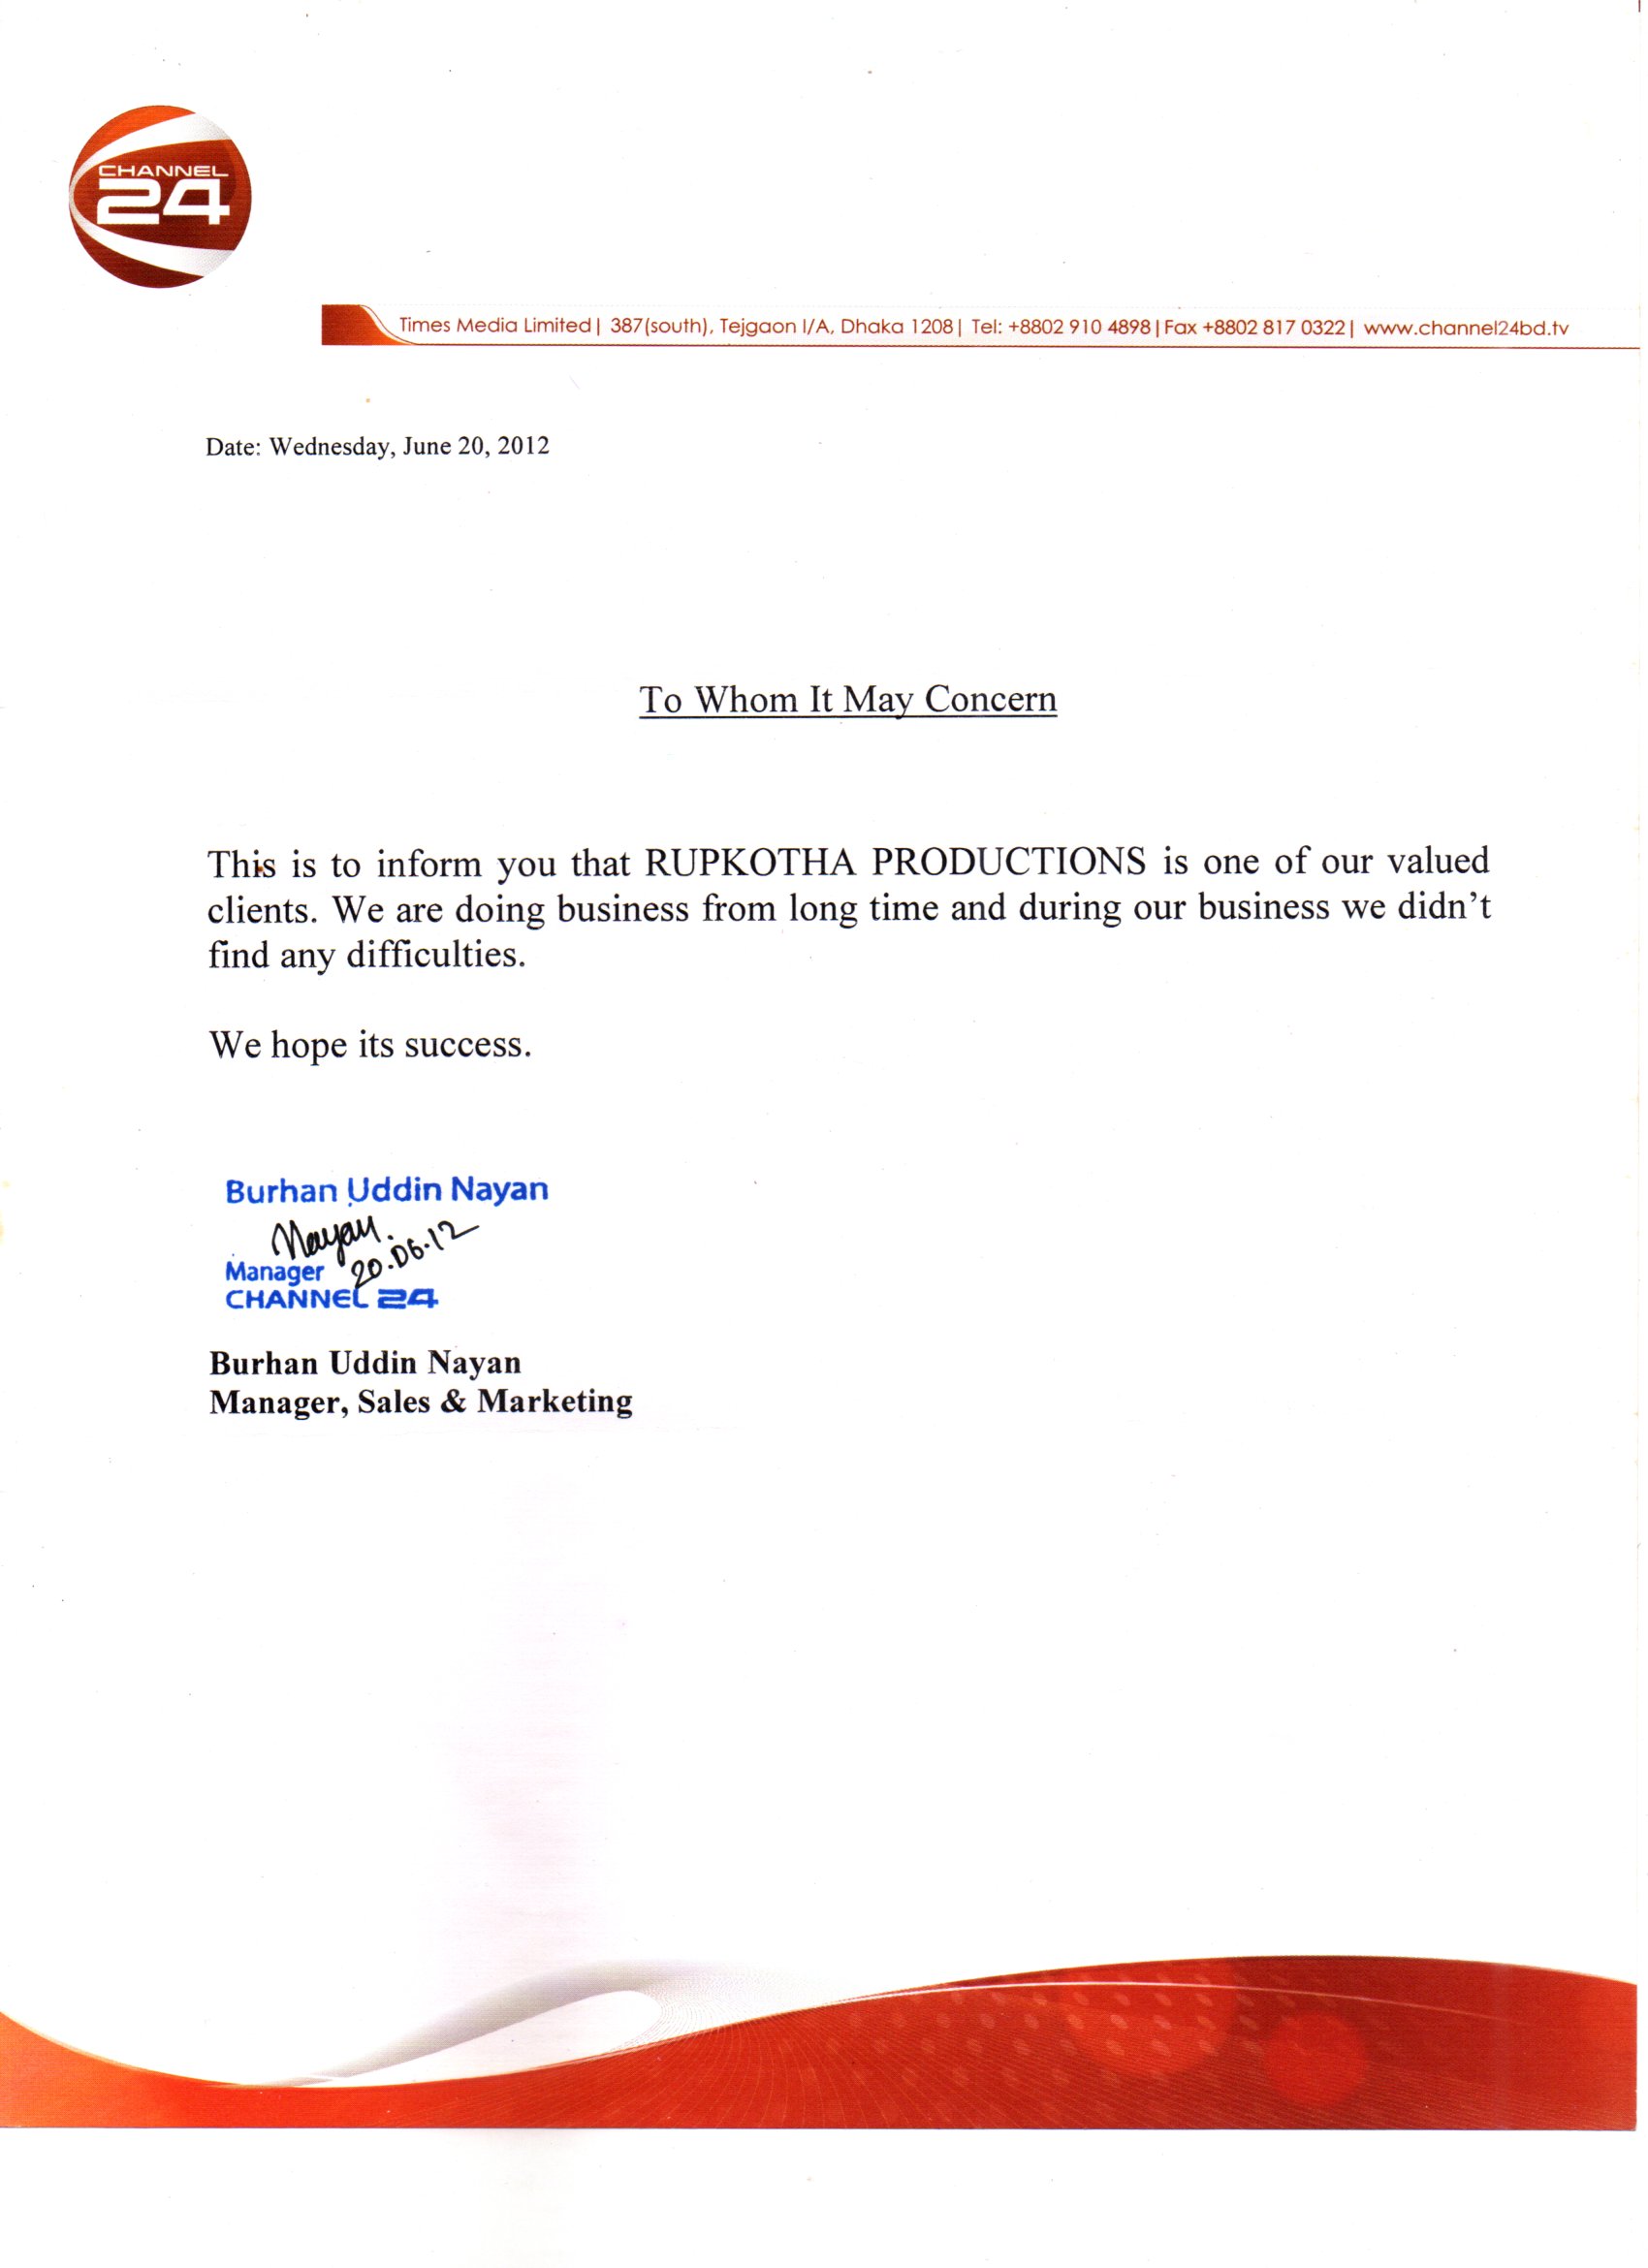 CHANNEL
24
Times Media Limited | 387(south), Tejgaon I/A, Dhaka 1208 | Tel: +8802 910 4898 | Fax +8802 817 0322 | www.channel24bd.tv
Date: Wednesday, June 20, 2012
To Whom It May Concern
This is to inform you that RUPKOTHA PRODUCTIONS is one of our valued
clients. We are doing business from long time and during our business we didn't
find any difficulties.
We hope its success.
Burhan Uddin Nayan
Nayan.
20.06.12
Manager
CHANNEL 24
Burhan Uddin Nayan
Manager, Sales & Marketing